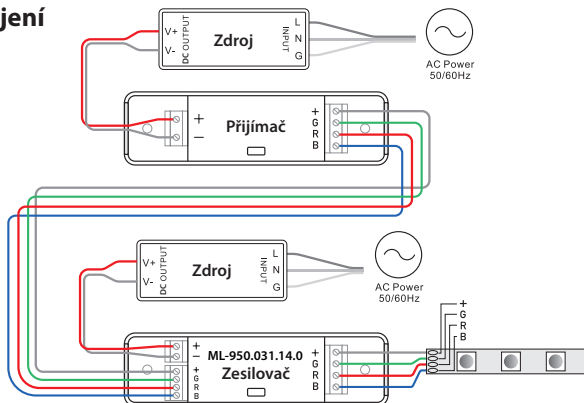 jení
V+
V-
DC OUTPUT
Zdroj
INPUT
L
N
G
AC Power
50/60Hz
+
−
Přijímač
+
G
R
B
V+
V-
DC OUTPUT
Zdroj
INPUT
L
N
G
AC Power
50/60Hz
+
−
+
G
R
B
ML-950.031.14.0
Zesilovač
+
G
R
B
+
G
R
B